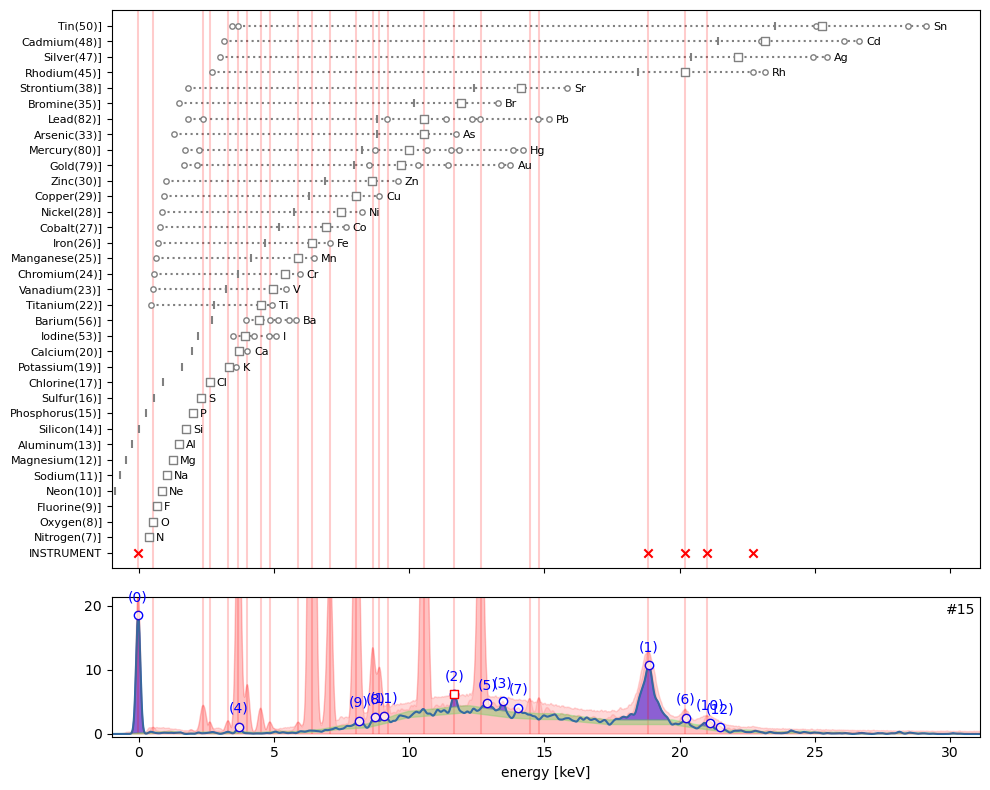 Tin(50)] Sn
Cadmium(48)] Cd
Silver(47)] Ag
Rhodium(45)] Rh
Strontium(38)] Sr
Bromine(35)] Br
Lead(82)] Pb
Arsenic(33)] As
Mercury(80)] Hg
Gold(79)] Au
Zinc(30)] Zn
Copper(29)] Cu
Nickel(28)] Ni
Cobalt(27)] Co
Iron(26)] Fe
Manganese(25)] Mn
Chromium(24)] Cr
Vanadium(23)] V
Titanium(22)] Ti
Barium(56)] Ba
Iodine(53)] I
Calcium(20)] Ca
Potassium(19)] K
Chlorine(17)] Cl
Sulfur(16)] S
Phosphorus(15)] P
Silicon(14)] Si
Aluminum(13)] Al
Magnesium(12)] Mg
Sodium(11)] Na
Neon(10)] Ne
Fluorine(9)] F
Oxygen(8)] O
Nitrogen(7)] N
INSTRUMENT
#15
20
10
0
(0)
(4)
(9)
(11)
(2)
(5)
(3)
(7)
(1)
(6)
(10)
(12)
0 5 10 15 20 25 30
energy [keV]